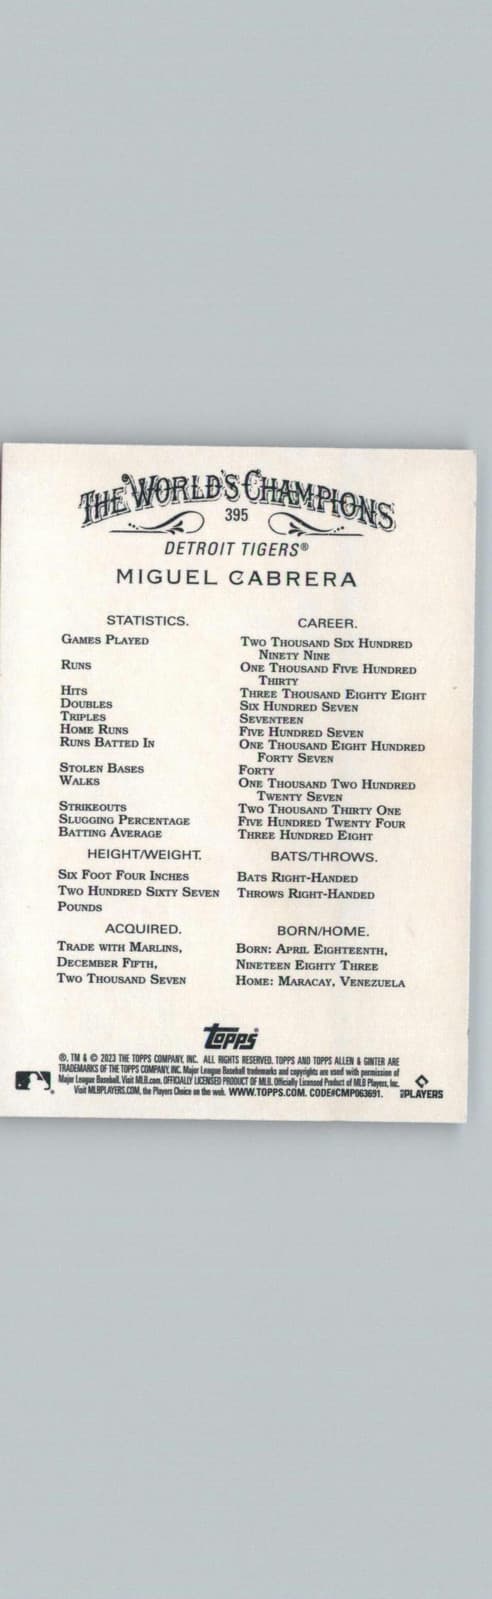 THE WORLD'S CHAMPIONS
395
DETROIT TIGERS®
MIGUEL CABRERA
STATISTICS. CAREER.
GAMES PLAYED TWO THOUSAND SIX HUNDRED
NINETY NINE
RUNS ONE THOUSAND FIVE HUNDRED
THIRTY
HITS THREE THOUSAND EIGHTY EIGHT
DOUBLES SIX HUNDRED SEVEN
TRIPLES SEVENTEEN
HOME RUNS FIVE HUNDRED SEVEN
RUNS BATTED IN ONE THOUSAND EIGHT HUNDRED
FORTY SEVEN
STOLEN BASES FORTY
WALKS ONE THOUSAND TWO HUNDRED
TWENTY SEVEN
STRIKEOUTS TWO THOUSAND THIRTY ONE
SLUGGING PERCENTAGE FIVE HUNDRED TWENTY FOUR
BATTING AVERAGE THREE HUNDRED EIGHT
HEIGHT/WEIGHT. BATS/THROWS.
SIX FOOT FOUR INCHES BATS RIGHT-HANDED
TWO HUNDRED SIXTY SEVEN THROWS RIGHT-HANDED
POUNDS
ACQUIRED. BORN/HOME.
TRADE WITH MARLINS, BORN: APRIL EIGHTEENTH,
DECEMBER FIFTH, NINETEEN EIGHTY THREE
TWO THOUSAND SEVEN HOME: MARACAY, VENEZUELA
Topps®
®, TM & © 2023 THE TOPPS COMPANY, INC. ALL RIGHTS RESERVED. TOPPS AND TOPPS ALLEN & GINTER ARE
TRADEMARKS OF THE TOPPS COMPANY, INC. Major League Baseball trademarks and copyrights are used with permission of
Major League Baseball. Visit MLB.com. OFFICIALLY LICENSED PRODUCT OF MLB. Officially Licensed Product of MLB Players, Inc.
Visit MLBPLAYERS.COM, the Players Choice on the web. WWW.TOPPS.COM. CODE#CMP063691.
MLBPLAYERS